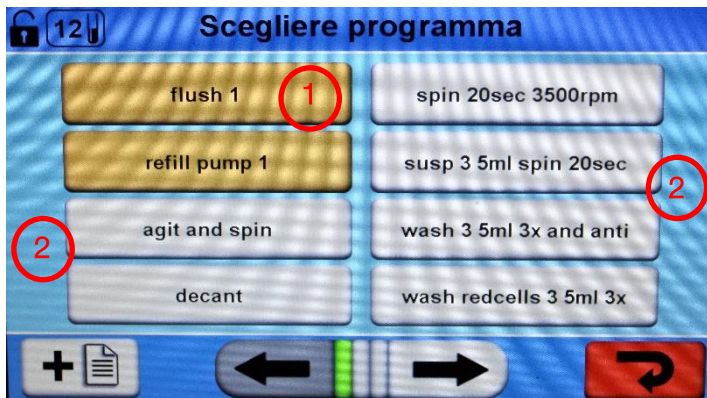 12
Scegliere programma
flush 1
1
spin 20sec 3500rpm
refill pump 1
susp 3 5ml spin 20sec
2
agit and spin
2
wash 3 5ml 3x and anti
decant
wash redcells 3 5ml 3x